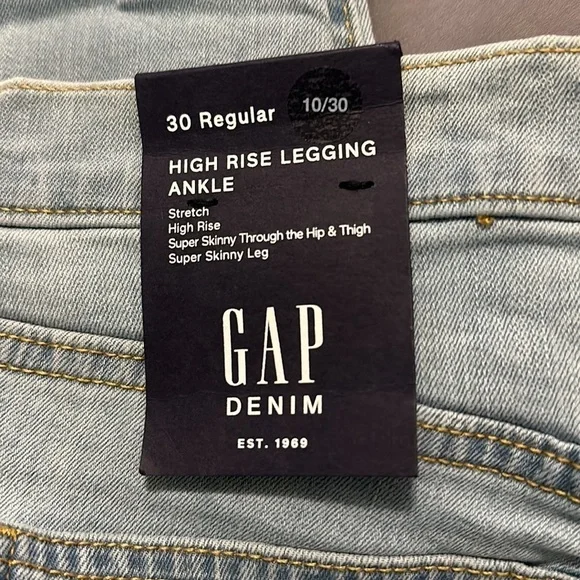 30 Regular 10/30
HIGH RISE LEGGING
ANKLE
Stretch
High Rise
Super Skinny Through the Hip & Thigh
Super Skinny Leg
GAP
DENIM
EST. 1969